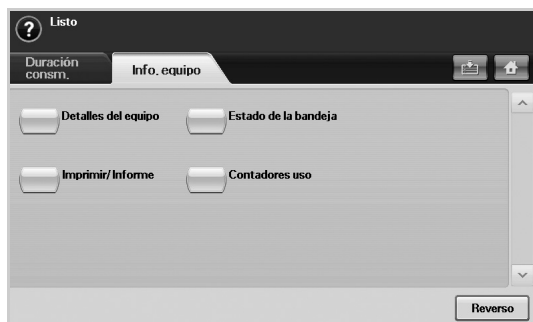 Listo
Duración
consm.
Info. equipo
Detalles del equipo
Estado de la bandeja
Imprimir/Informe
Contadores uso
Reverso